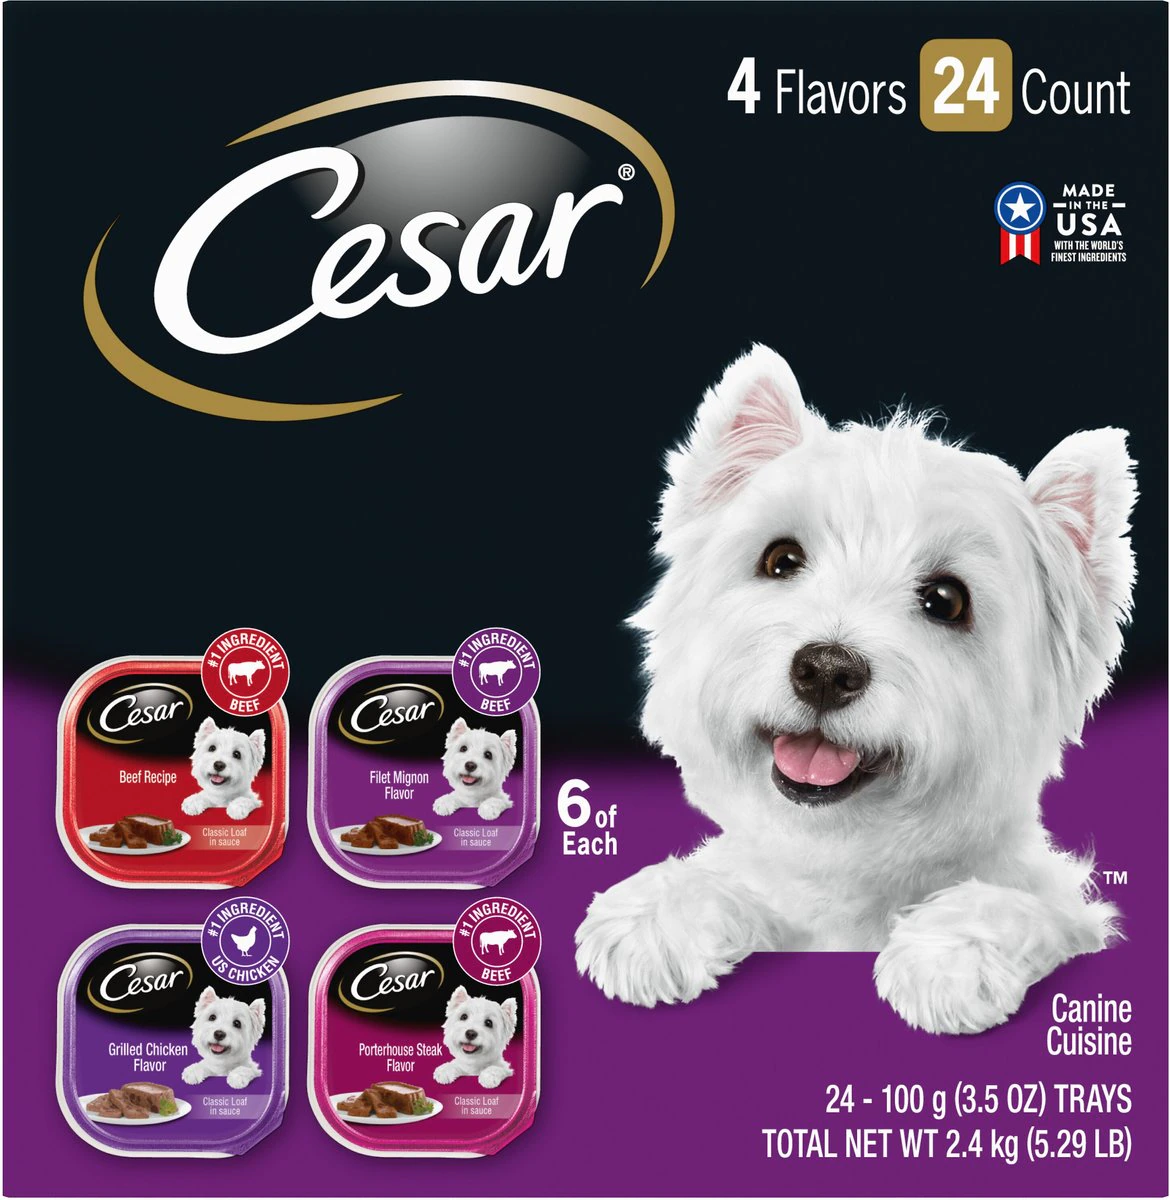 4 Flavors 24 Count
Cesar®
MADE
IN THE
USA
WITH THE WORLD'S
FINEST INGREDIENTS
#1 INGREDIENT
BEEF
Cesar
Beef Recipe
Classic Loaf
in sauce
#1 INGREDIENT
BEEF
Cesar
Filet Mignon
Flavor
Classic Loaf
in sauce
6 of
Each
TM
#1 INGREDIENT
US CHICKEN
Cesar
Grilled Chicken
Flavor
Classic Loaf
in sauce
#1 INGREDIENT
BEEF
Cesar
Porterhouse Steak
Flavor
Classic Loaf
in sauce
Canine
Cuisine
24 - 100 g (3.5 OZ) TRAYS
TOTAL NET WT 2.4 kg (5.29 LB)